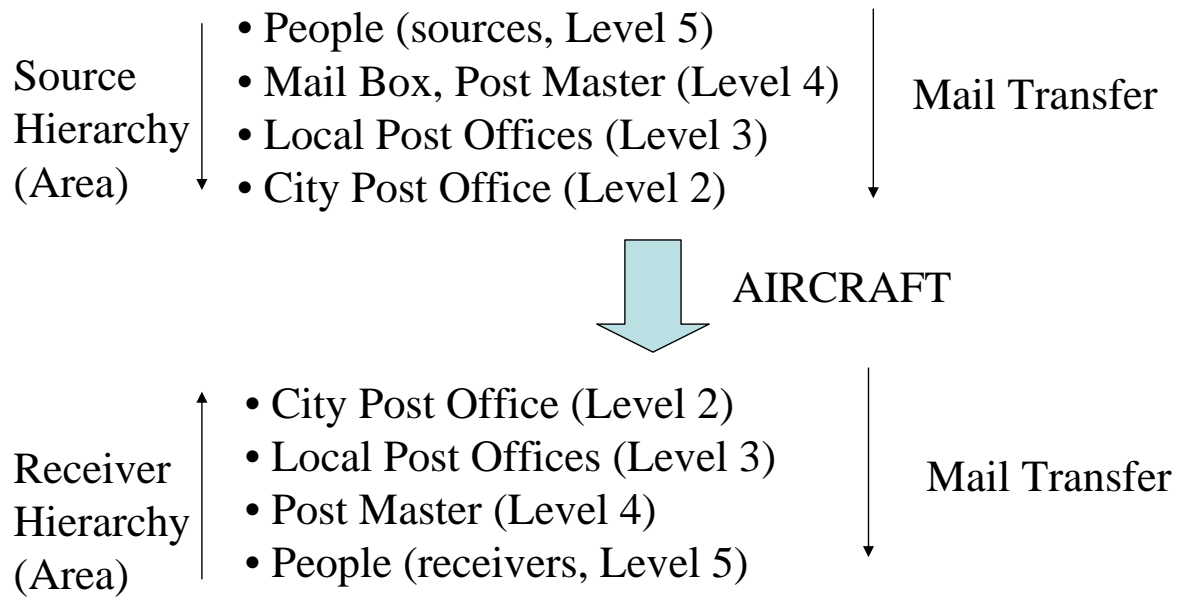 • People (sources, Level 5)
Source
Hierarchy
(Area)
• Mail Box, Post Master (Level 4)
Mail Transfer
• Local Post Offices (Level 3)
• City Post Office (Level 2)
AIRCRAFT
• City Post Office (Level 2)
• Local Post Offices (Level 3)
Receiver
Hierarchy
(Area)
Mail Transfer
• Post Master (Level 4)
• People (receivers, Level 5)